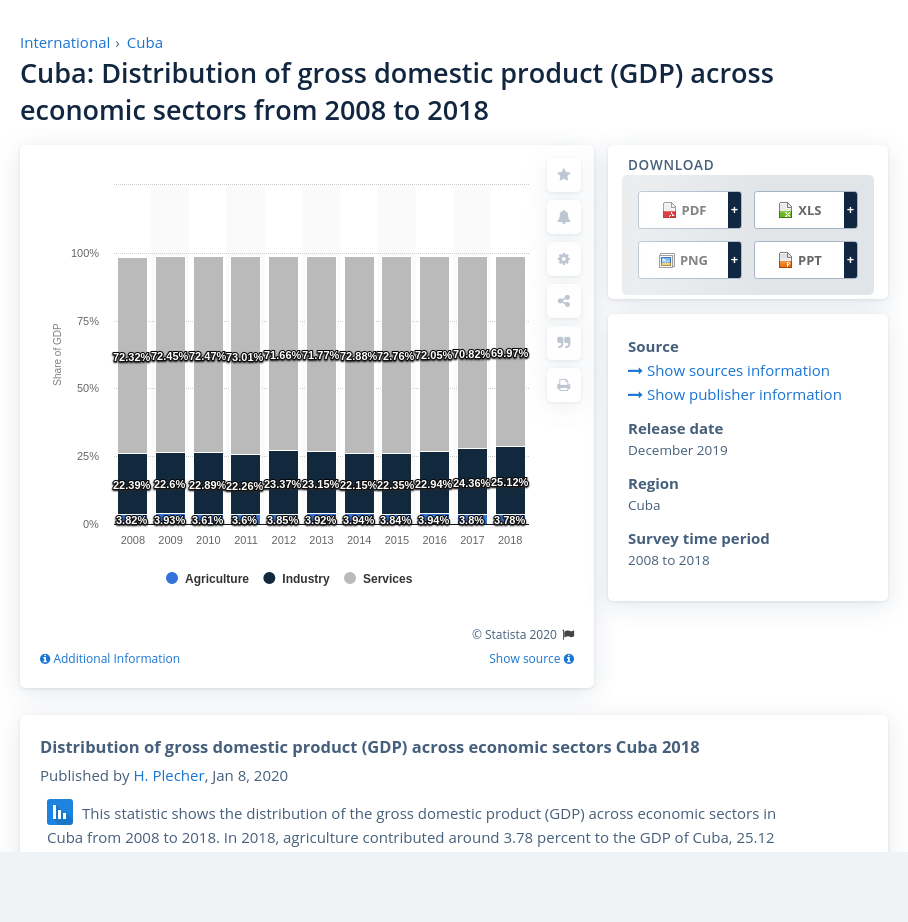 International › Cuba
Cuba: Distribution of gross domestic product (GDP) across
economic sectors from 2008 to 2018
DOWNLOAD
PDF +
XLS +
PNG +
PPT +
Share of GDP
100%
75%
50%
25%
0%
72.32% 72.45% 72.47% 73.01% 71.66% 71.77% 72.88% 72.76% 72.05% 70.82% 69.97%
22.39% 22.6% 22.89% 22.26% 23.37% 23.15% 22.15% 22.35% 22.94% 24.36% 25.12%
3.82% 3.93% 3.61% 3.6% 3.85% 3.92% 3.94% 3.84% 3.94% 3.8% 3.78%
2008 2009 2010 2011 2012 2013 2014 2015 2016 2017 2018
Agriculture Industry Services
© Statista 2020
Additional Information
Show source
Source
Show sources information
Show publisher information
Release date
December 2019
Region
Cuba
Survey time period
2008 to 2018
Distribution of gross domestic product (GDP) across economic sectors Cuba 2018
Published by H. Plecher, Jan 8, 2020
This statistic shows the distribution of the gross domestic product (GDP) across economic sectors in
Cuba from 2008 to 2018. In 2018, agriculture contributed around 3.78 percent to the GDP of Cuba, 25.12